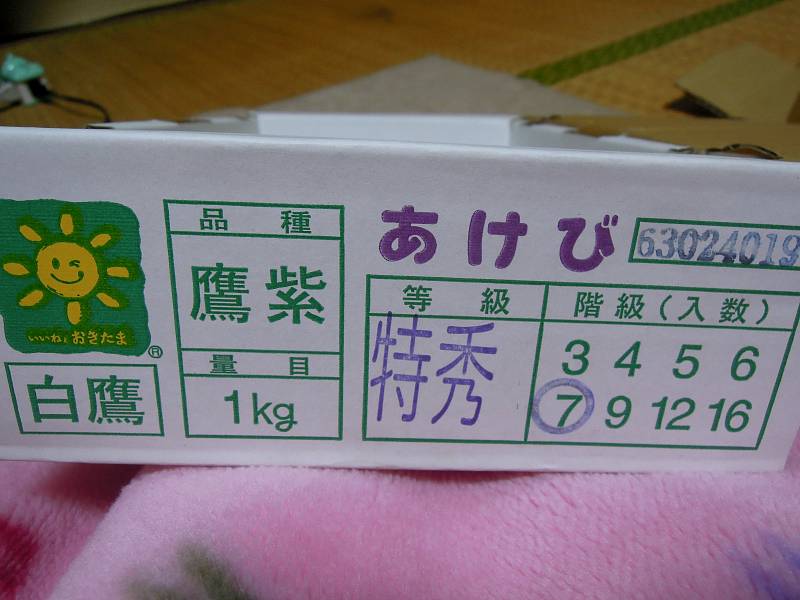 いいね! おきたま
®
白鷹
品種
鷹紫
量目
1kg
あけび
63024019
等級
特秀
階級(入数)
3 4 5 6
7 9 12 16